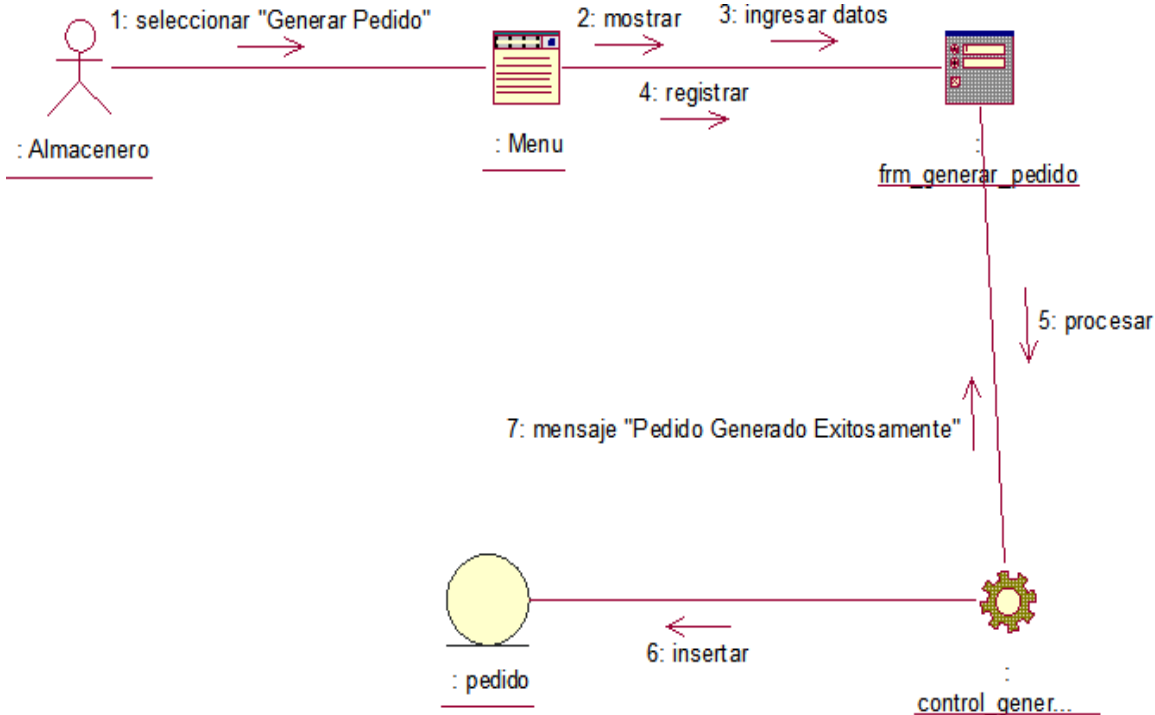 1: seleccionar "Generar Pedido"
2: mostrar
3: ingresar datos
4: registrar
: Almacenero
: Menu
:
frm_generar_pedido
5: procesar
7: mensaje "Pedido Generado Exitosamente"
6: insertar
: pedido
:
control_gener...